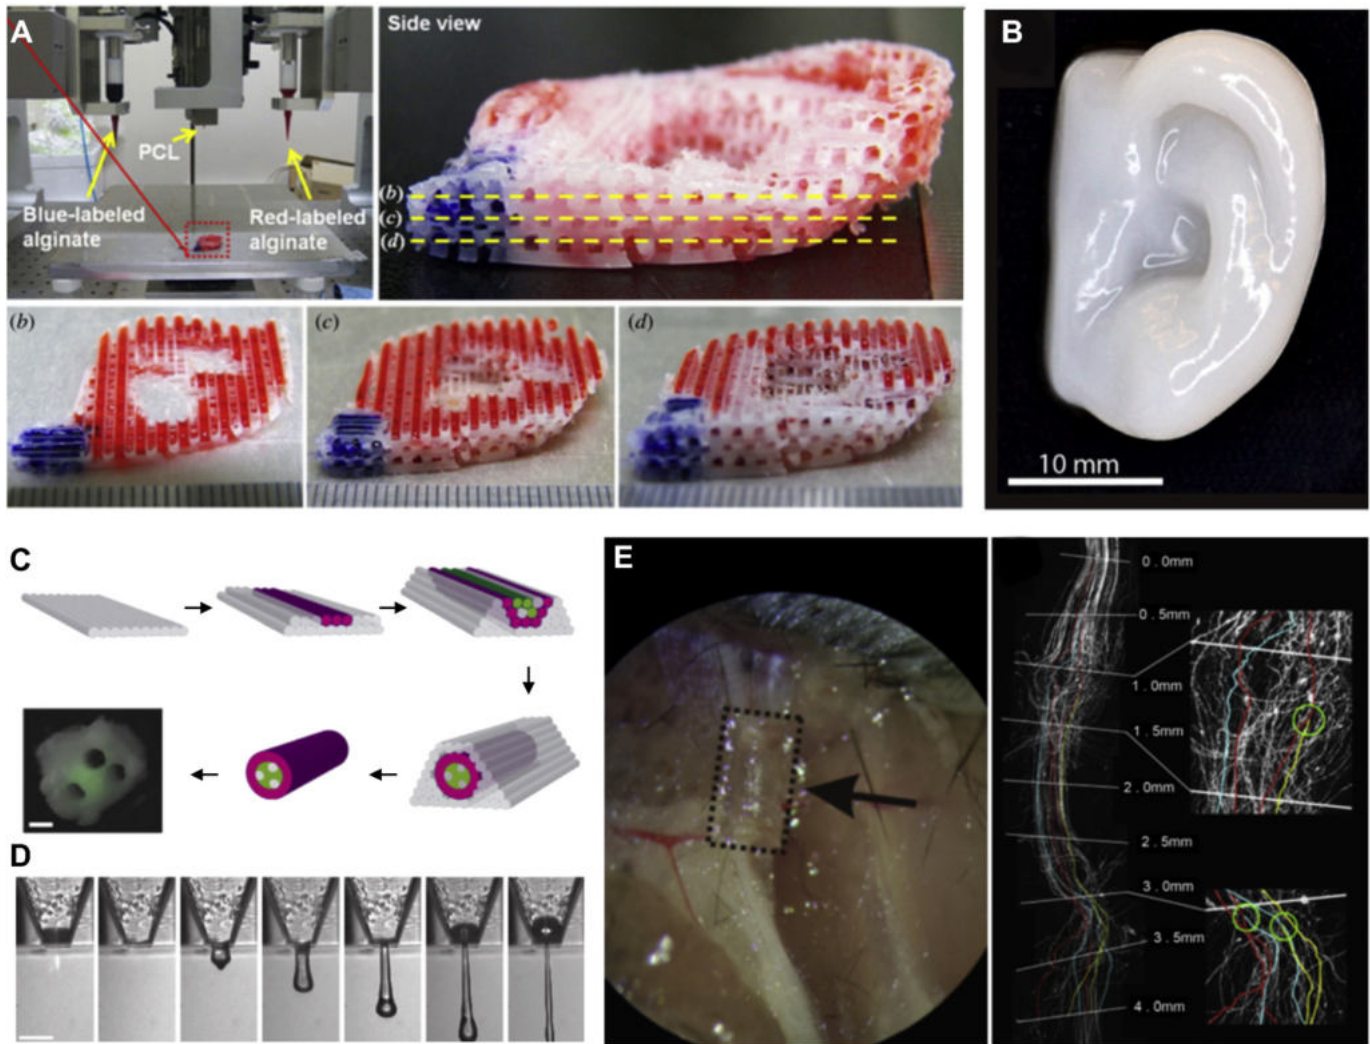 A
PCL
Blue-labeled
alginate
Red-labeled
alginate
Side view
(b)
(c)
(d)
B
10 mm
(b)
(c)
(d)
C
D
E
0.0mm
0.5mm
1.0mm
1.5mm
2.0mm
2.5mm
3.0mm
3.5mm
4.0mm